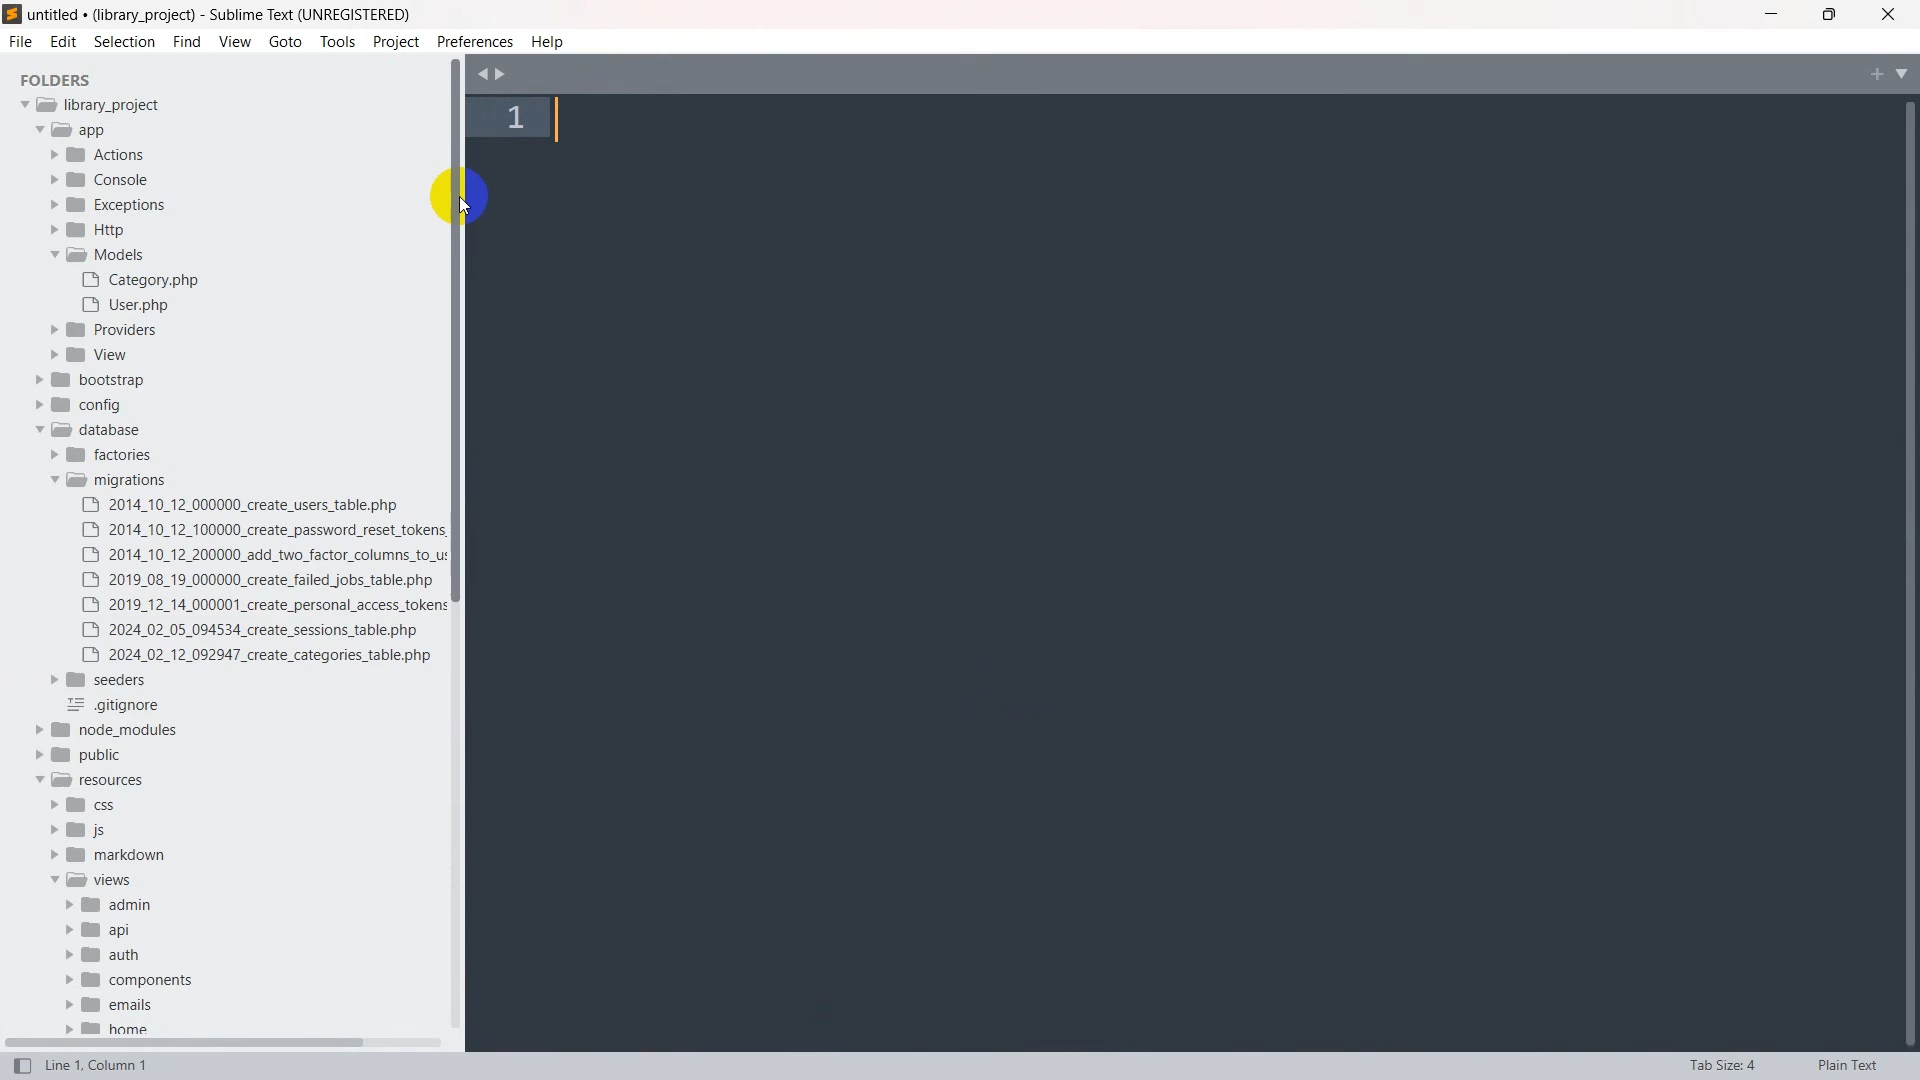 untitled • (library_project) - Sublime Text (UNREGISTERED)
File Edit Selection Find View Goto Tools Project Preferences Help
FOLDERS
library_project
app
Actions
Console
Exceptions
Http
Models
Category.php
User.php
Providers
View
bootstrap
config
database
factories
migrations
2014_10_12_000000_create_users_table.php
2014_10_12_100000_create_password_reset_tokens_
2014_10_12_200000_add_two_factor_columns_to_us
2019_08_19_000000_create_failed_jobs_table.php
2019_12_14_000001_create_personal_access_tokens
2024_02_05_094534_create_sessions_table.php
2024_02_12_092947_create_categories_table.php
seeders
.gitignore
node_modules
public
resources
css
js
markdown
views
admin
api
auth
components
emails
home
1
Line 1, Column 1 Tab Size: 4 Plain Text